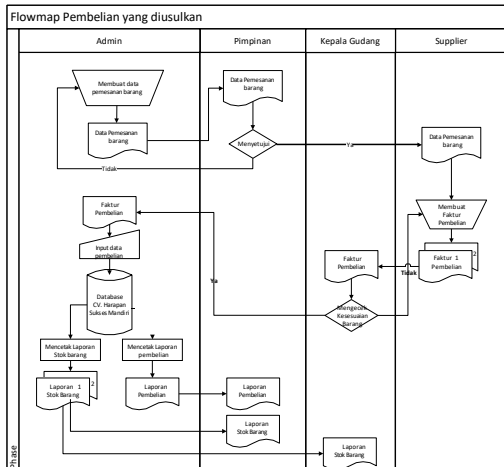 Flowmap Pembelian yang diusulkan
Admin
Pimpinan
Kepala Gudang
Supplier
Membuat data
pemesanan barang
Data Pemesanan
barang
Data Pemesanan
barang
Menyetujui
Ya
Tidak
Data Pemesanan
barang
Membuat
Faktur
Pembelian
Faktur 1
Pembelian
2
Tidak
Faktur
Pembelian
Mengecek
Kesesuaian
Barang
Ya
Faktur
Pembelian
Input data
pembelian
Database
CV. Harapan
Sukses Mandiri
Mencetak Laporan
Stok barang
Mencetak Laporan
pembelian
Laporan 1
Stok Barang
2
Laporan
Pembelian
Laporan
Pembelian
Laporan
Stok Barang
Laporan
Stok Barang
Phase